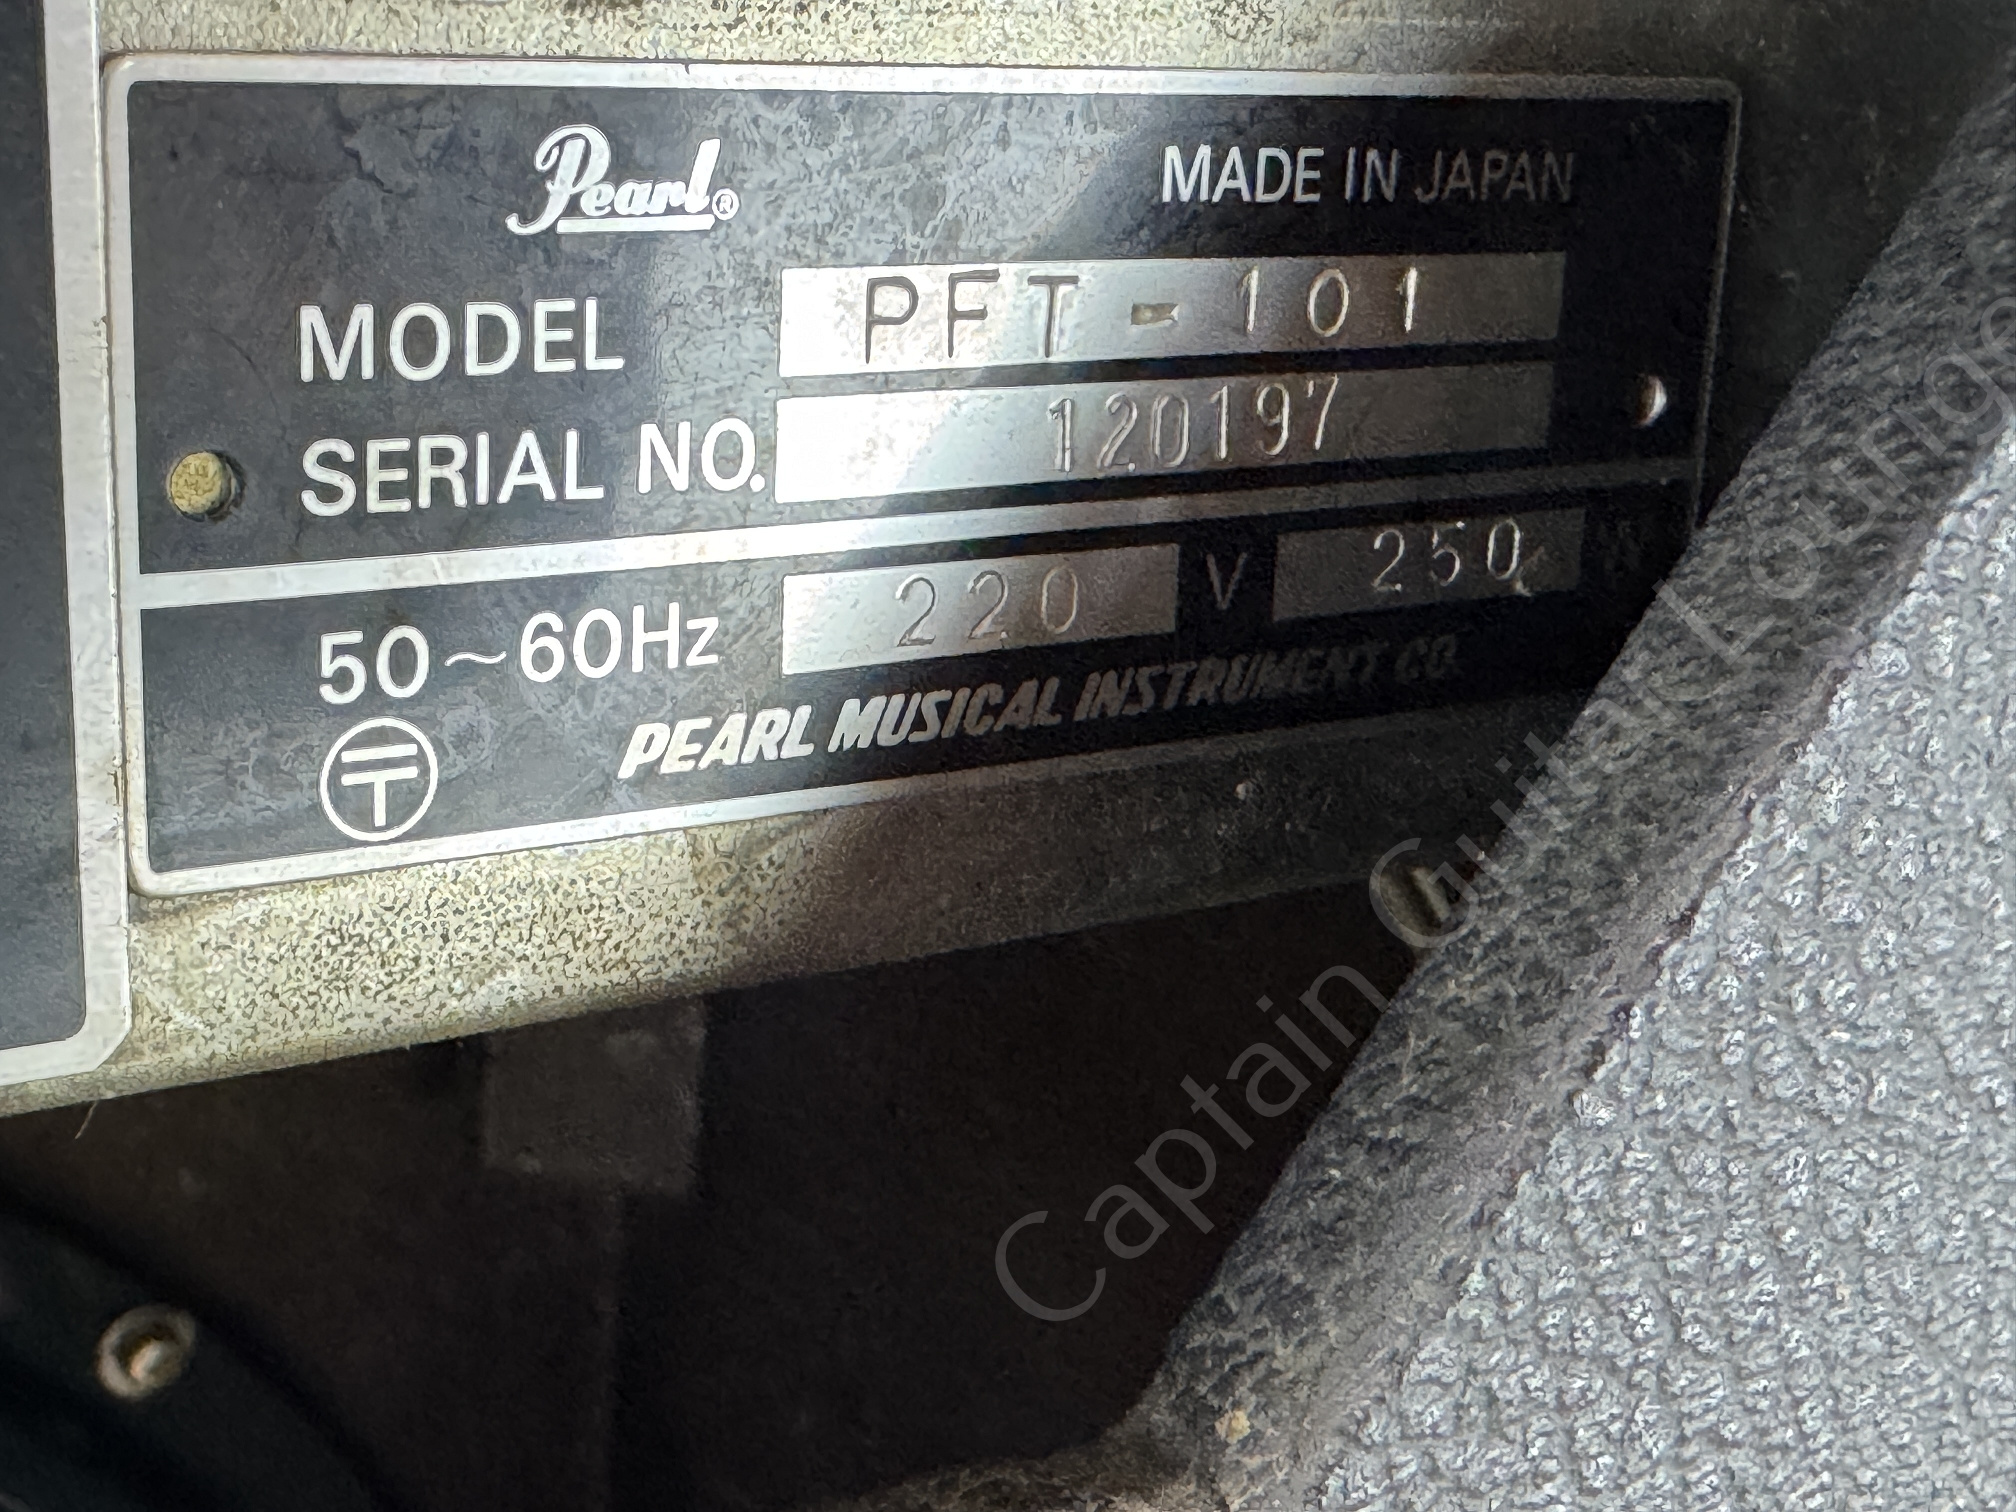 Pearl®
MADE IN JAPAN
MODEL PFT-101
SERIAL NO. 120197
50~60Hz 220 V 250 W
PEARL MUSICAL INSTRUMENT CO.
Captain Guitar Lounge